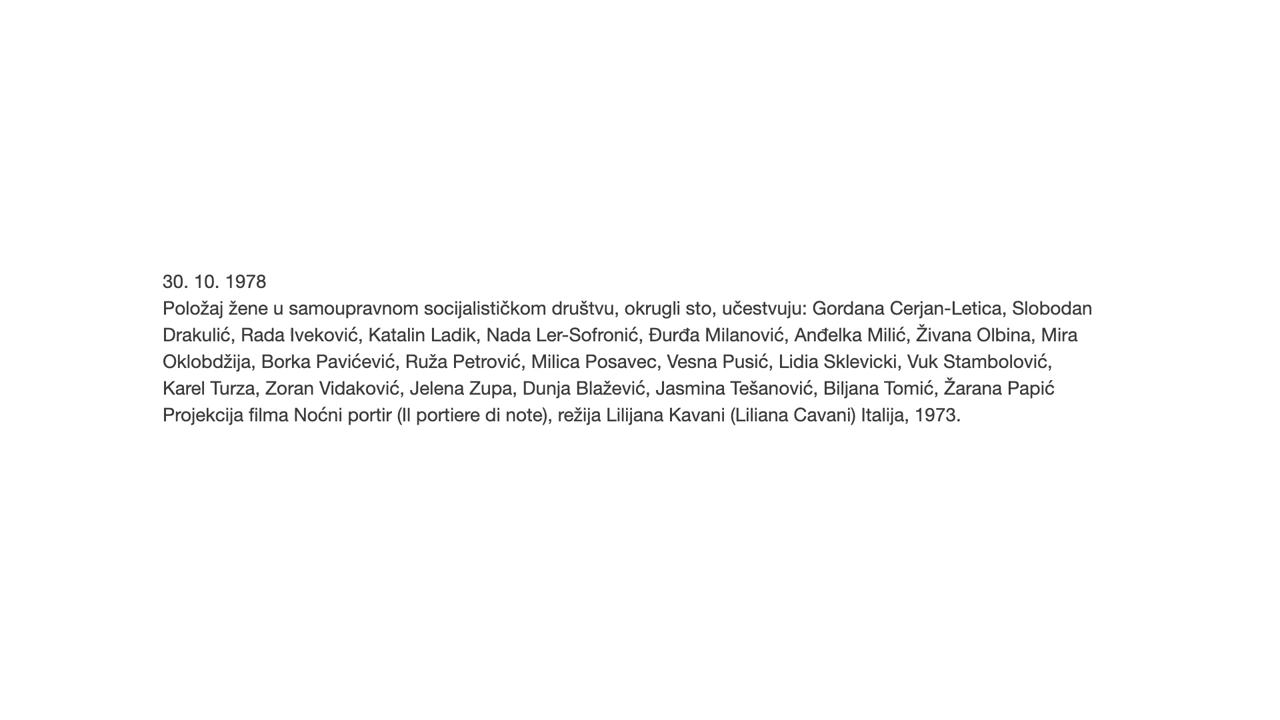 30. 10. 1978
Položaj žene u samoupravnom socijalističkom društvu, okrugli sto, učestvuju: Gordana Cerjan-Letica, Slobodan
Drakulić, Rada Iveković, Katalin Ladik, Nada Ler-Sofronić, Đurđa Milanović, Anđelka Milić, Živana Olbina, Mira
Oklobdžija, Borka Pavićević, Ruža Petrović, Milica Posavec, Vesna Pusić, Lidia Sklevicki, Vuk Stambolović,
Karel Turza, Zoran Vidaković, Jelena Zupa, Dunja Blažević, Jasmina Tešanović, Biljana Tomić, Žarana Papić
Projekcija filma Noćni portir (Il portiere di note), režija Lilijana Kavani (Liliana Cavani) Italija, 1973.